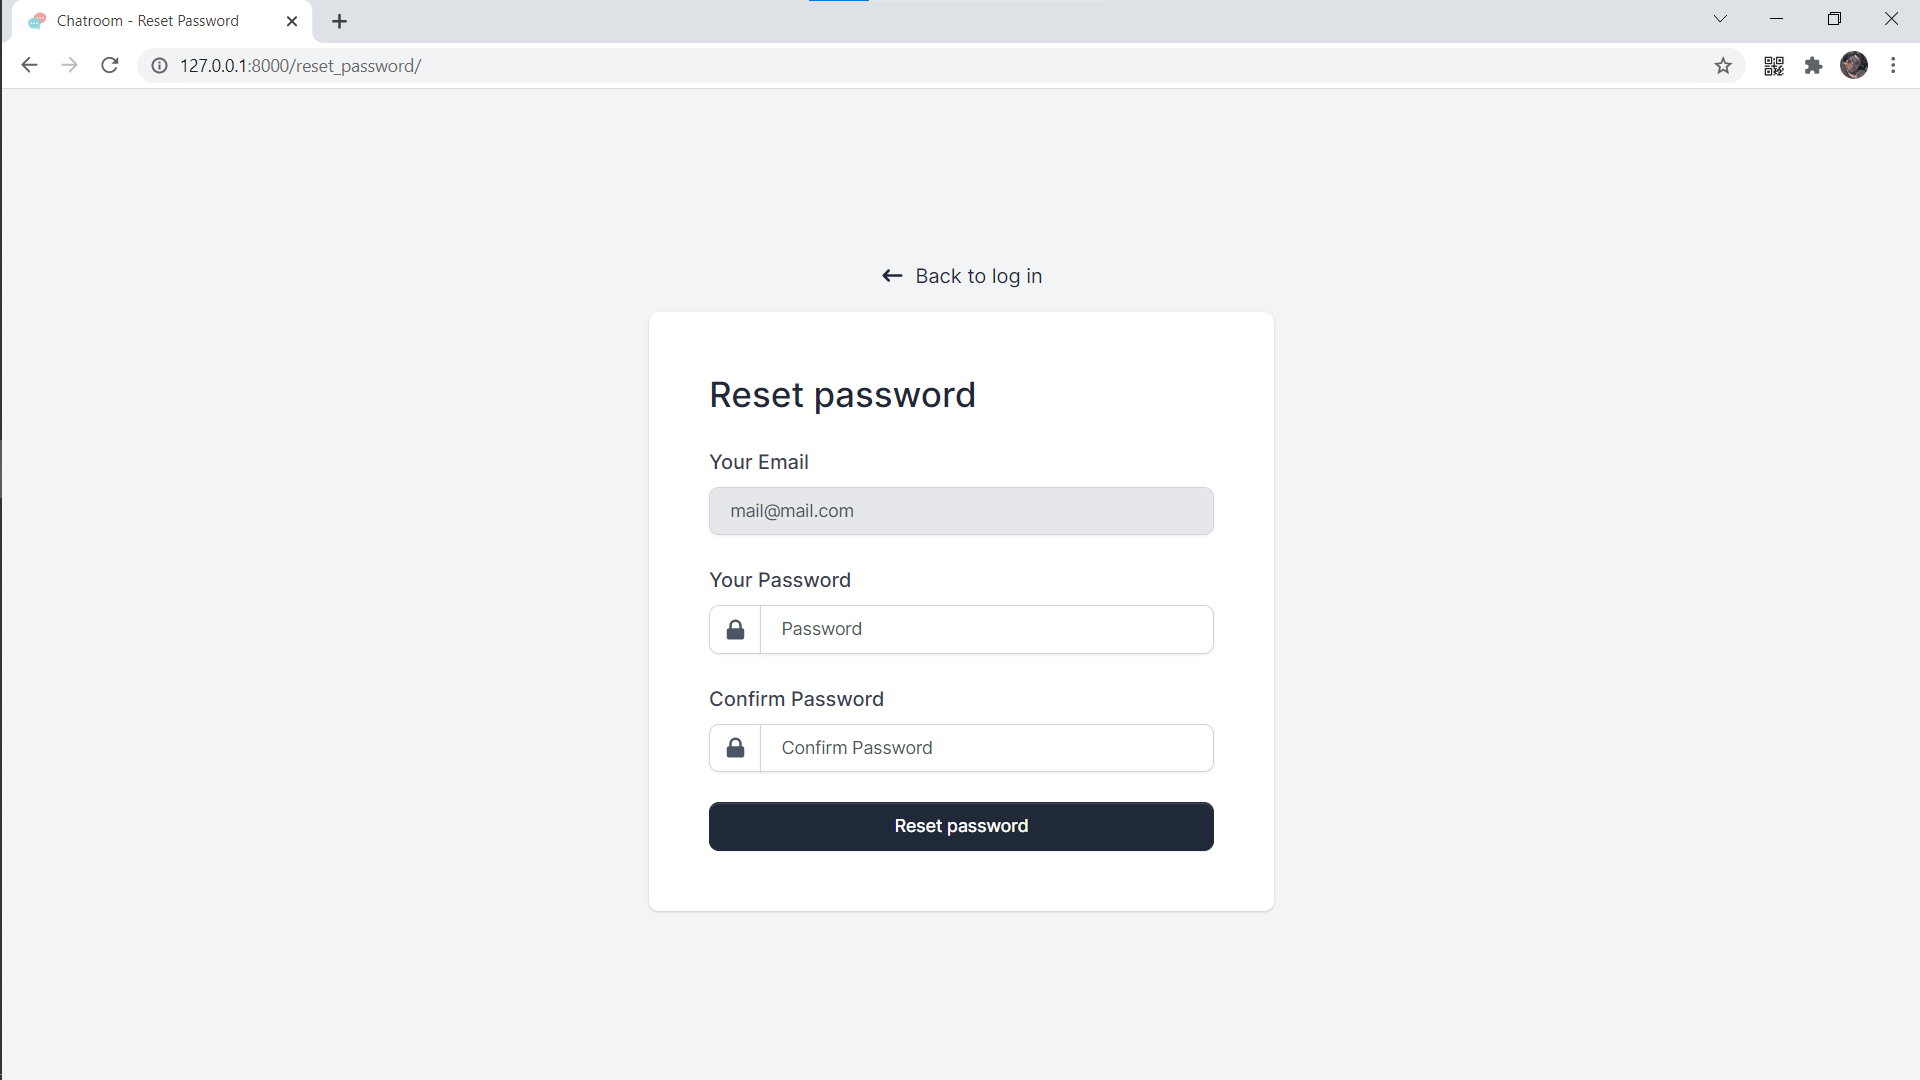 Chatroom - Reset Password
127.0.0.1:8000/reset_password/
Back to log in
Reset password
Your Email
mail@mail.com
Your Password
Password
Confirm Password
Confirm Password
Reset password